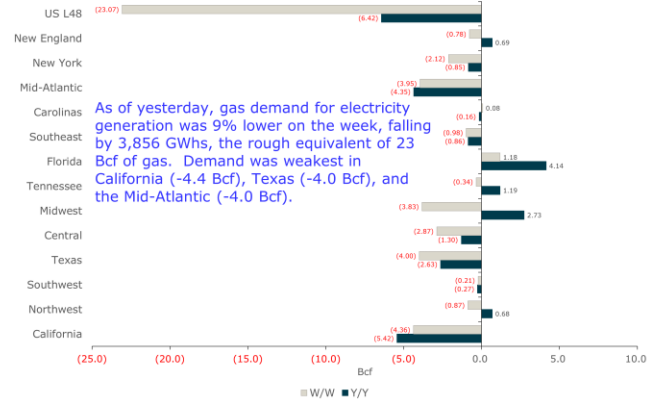 US L48
(23.07)
(6.42)
New England
(0.78)
0.69
New York
(2.12)
(0.85)
Mid-Atlantic
(3.95)
(4.35)
Carolinas
0.08
(0.16)
Southeast
(0.98)
(0.86)
Florida
1.18
4.14
Tennessee
(0.34)
1.19
Midwest
(3.83)
2.73
Central
(2.87)
(1.30)
Texas
(4.00)
(2.63)
Southwest
(0.21)
(0.27)
Northwest
(0.87)
0.68
California
(4.36)
(5.42)
As of yesterday, gas demand for electricity
generation was 9% lower on the week, falling
by 3,856 GWhs, the rough equivalent of 23
Bcf of gas. Demand was weakest in
California (-4.4 Bcf), Texas (-4.0 Bcf), and
the Mid-Atlantic (-4.0 Bcf).
(25.0) (20.0) (15.0) (10.0) (5.0) 0.0 5.0 10.0
Bcf
W/W Y/Y